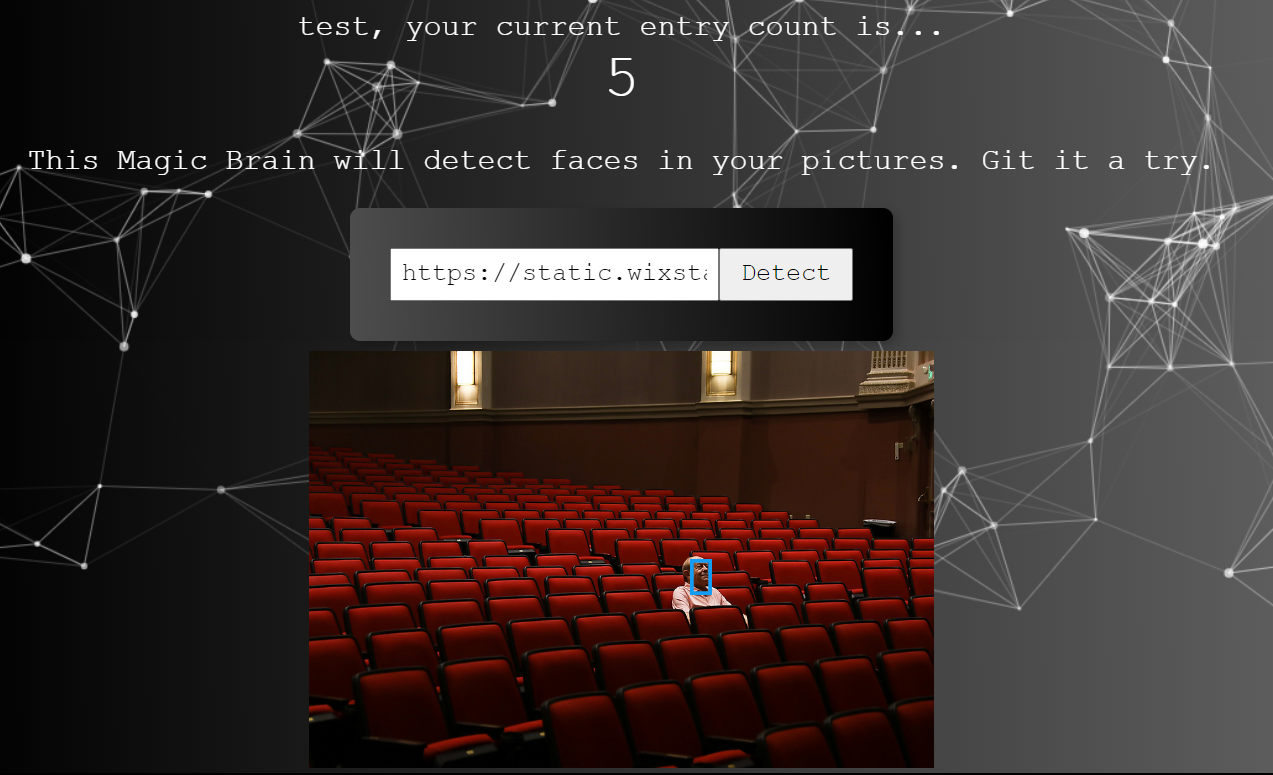 test, your current entry count is...
5
This Magic Brain will detect faces in your pictures. Git it a try.
https://static.wixsta Detect